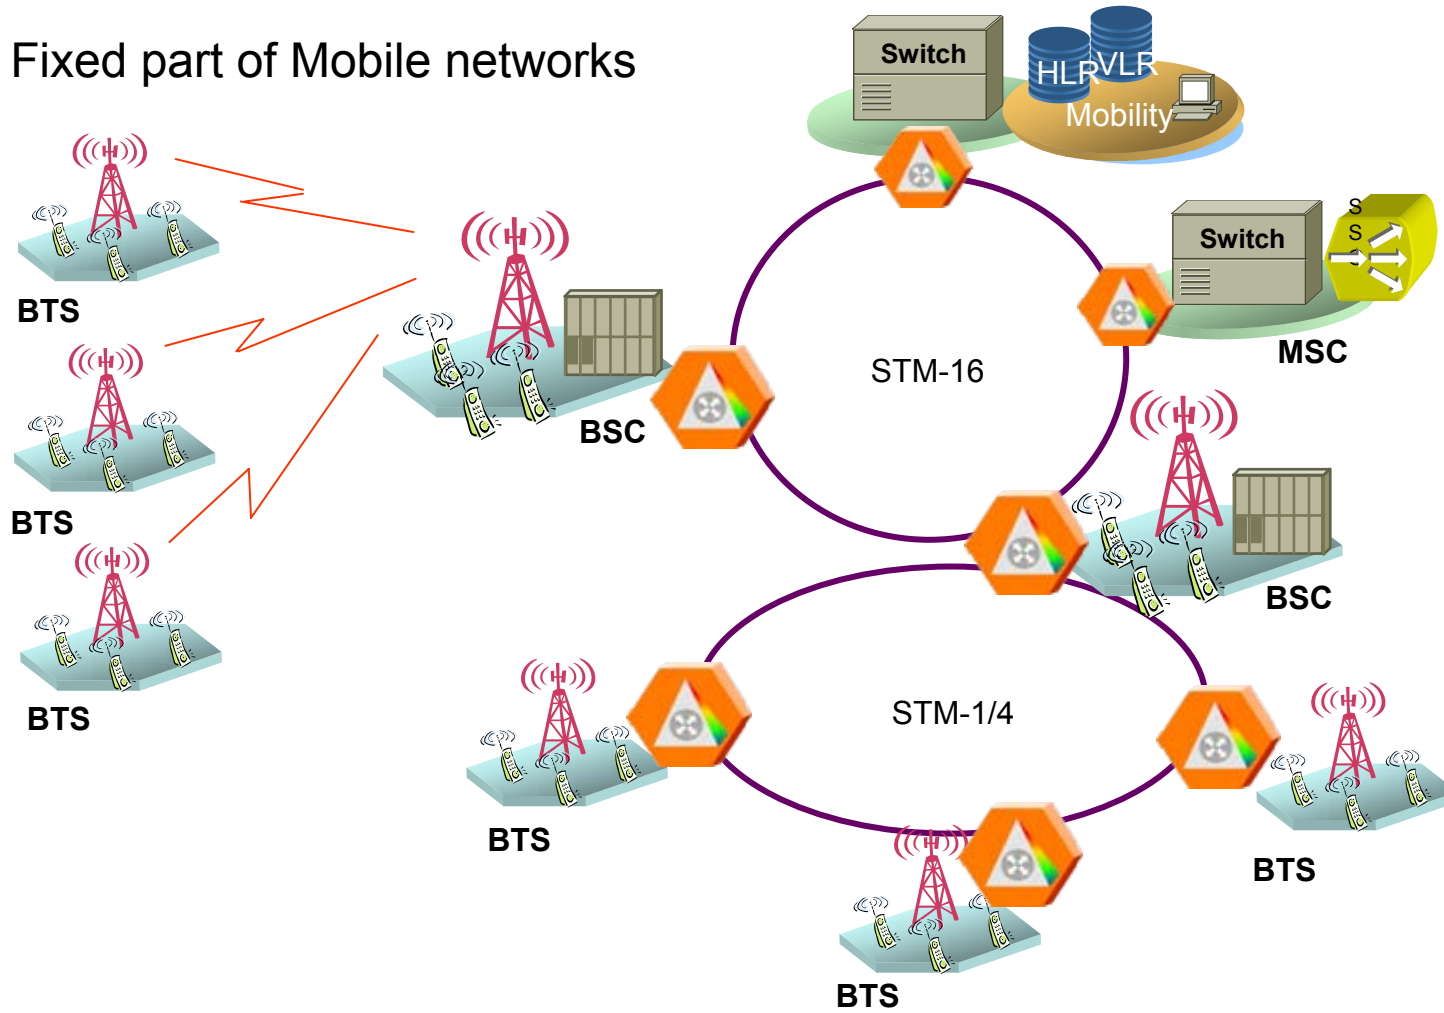 Fixed part of Mobile networks
Switch
HLR
VLR
Mobility
S
S
Switch
MSC
BTS
STM-16
BSC
BTS
BSC
BTS
STM-1/4
BTS
BTS
BTS